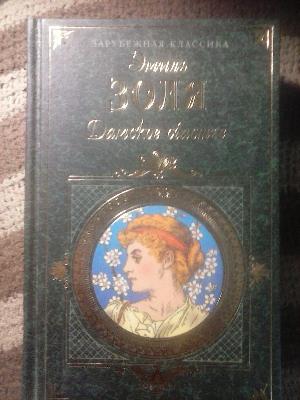 ЗАРУБЕЖНАЯ КЛАССИКА
Эмиль
ЗОЛЯ
Дамское счастье